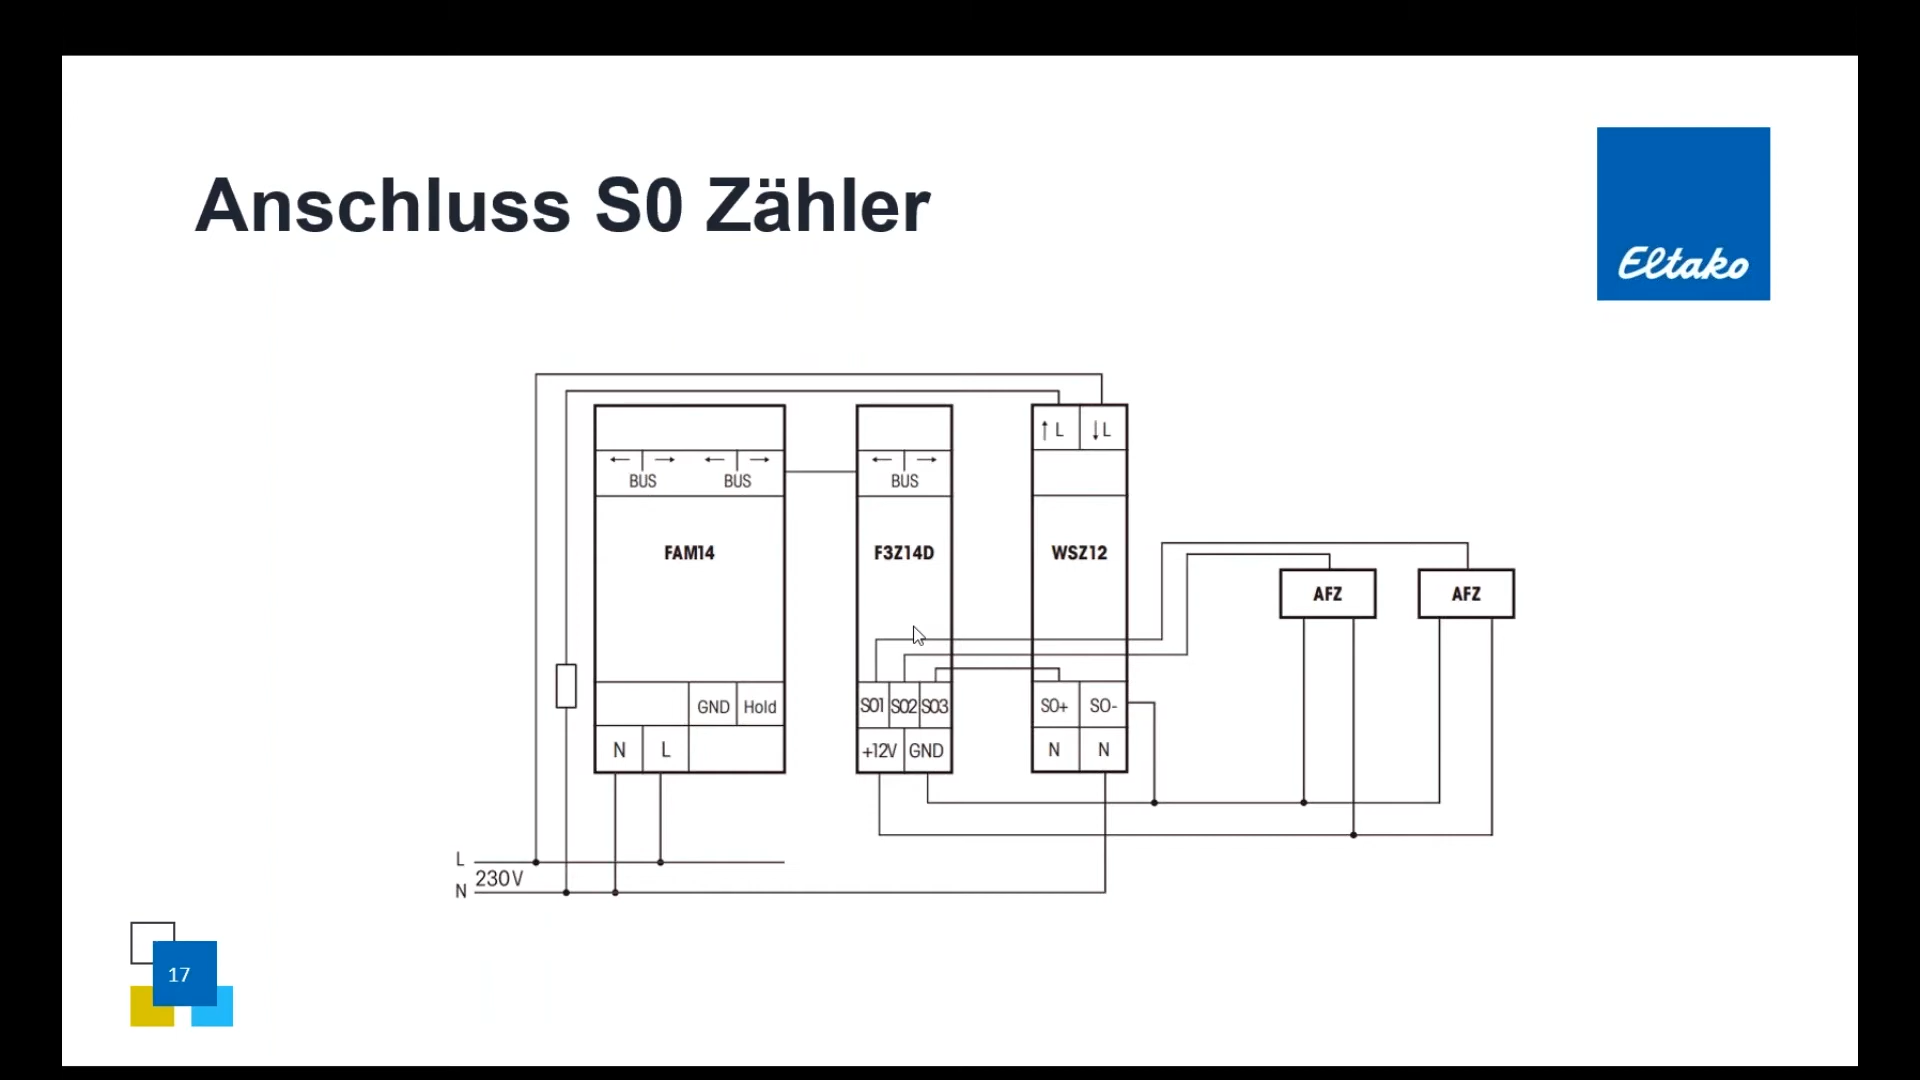 Anschluss S0 Zähler
Eltako
↑ L ↓ L
← → ← → ← →
BUS BUS BUS
FAM14 F3Z14D WSZ12
AFZ AFZ
GND Hold S01 S02 S03 S0+ S0-
N L +12V GND N N
L
230V
N
17